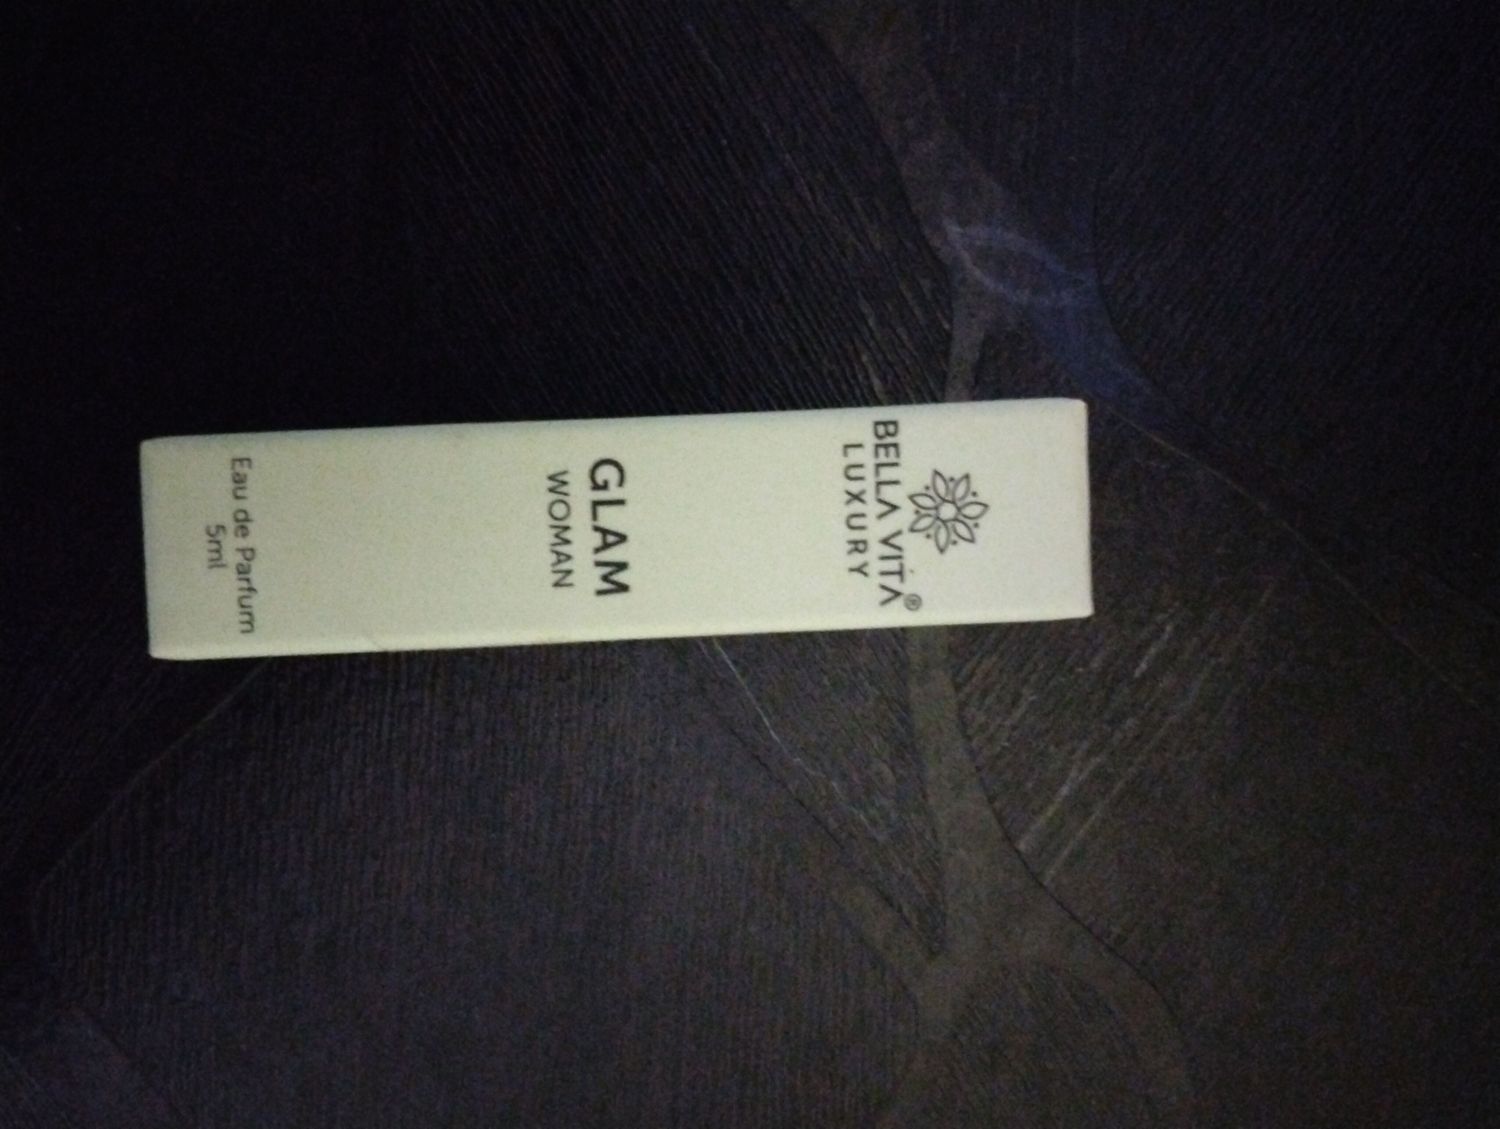 BELLA VITA®
LUXURY
GLAM
WOMAN
Eau de Parfum
5ml